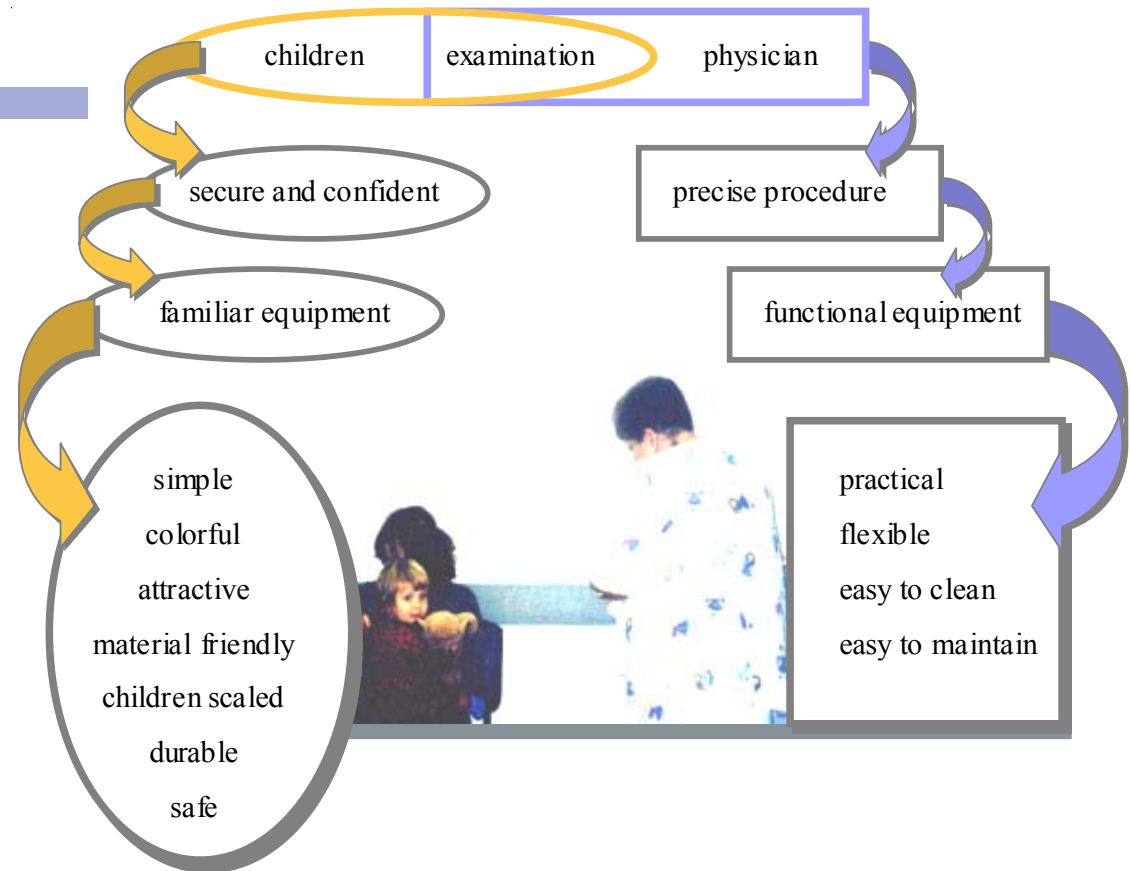 children examination physician
secure and confident
precise procedure
familiar equipment
functional equipment
simple
colorful
attractive
material friendly
children scaled
durable
safe
practical
flexible
easy to clean
easy to maintain